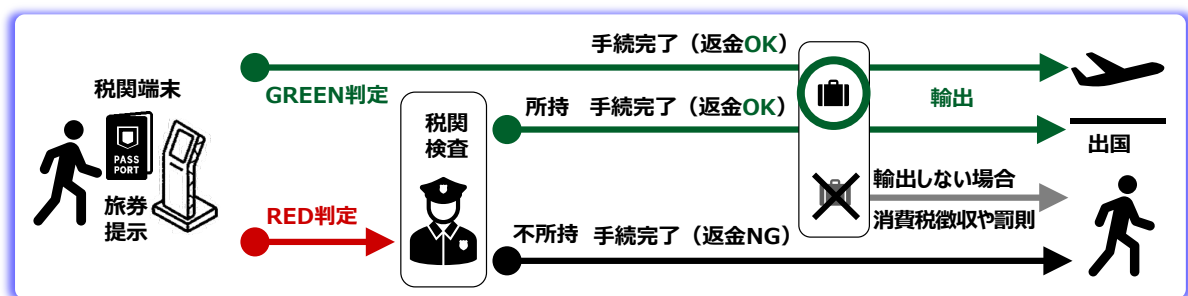 手続完了（返金OK）
税関端末
GREEN判定
所持 手続完了（返金OK）
輸出
税関
検査
出国
PASS
PORT
旅券
提示
輸出しない場合
RED判定
消費税徴収や罰則
不所持 手続完了（返金NG）